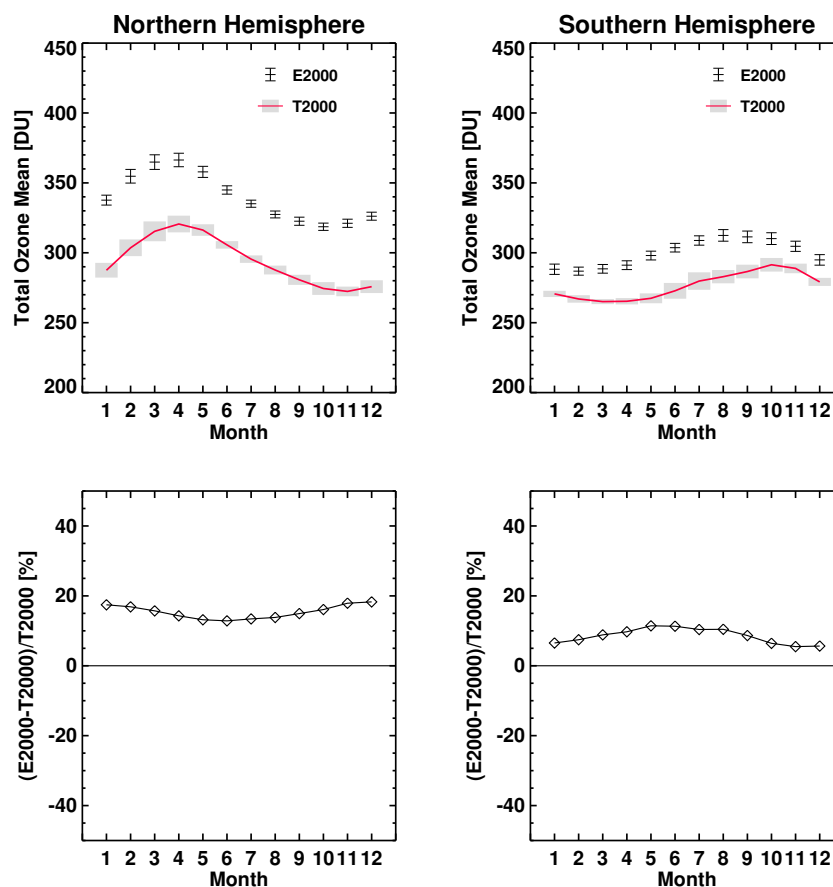 Northern Hemisphere
450
400
350
300
250
200
Total Ozone Mean [DU]
E2000
T2000
1 2 3 4 5 6 7 8 9 10 11 12
Month
Southern Hemisphere
450
400
350
300
250
200
Total Ozone Mean [DU]
E2000
T2000
1 2 3 4 5 6 7 8 9 10 11 12
Month
40
20
0
-20
-40
(E2000-T2000)/T2000 [%]
1 2 3 4 5 6 7 8 9 10 11 12
Month
40
20
0
-20
-40
(E2000-T2000)/T2000 [%]
1 2 3 4 5 6 7 8 9 10 11 12
Month